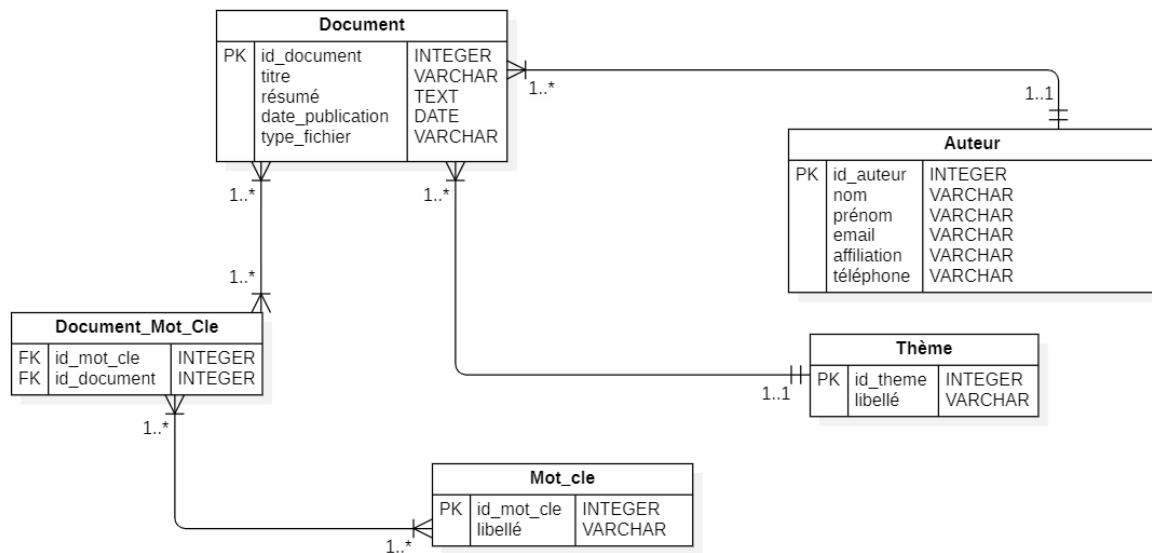 Document
PK id_document INTEGER
titre VARCHAR
résumé TEXT
date_publication DATE
type_fichier VARCHAR
1..*
1..1
Auteur
PK id_auteur INTEGER
nom VARCHAR
prénom VARCHAR
email VARCHAR
affiliation VARCHAR
téléphone VARCHAR
1..*
1..*
1..*
Document_Mot_Cle
FK id_mot_cle INTEGER
FK id_document INTEGER
Thème
PK id_theme INTEGER
libellé VARCHAR
1..1
1..*
Mot_cle
PK id_mot_cle INTEGER
libellé VARCHAR
1..*